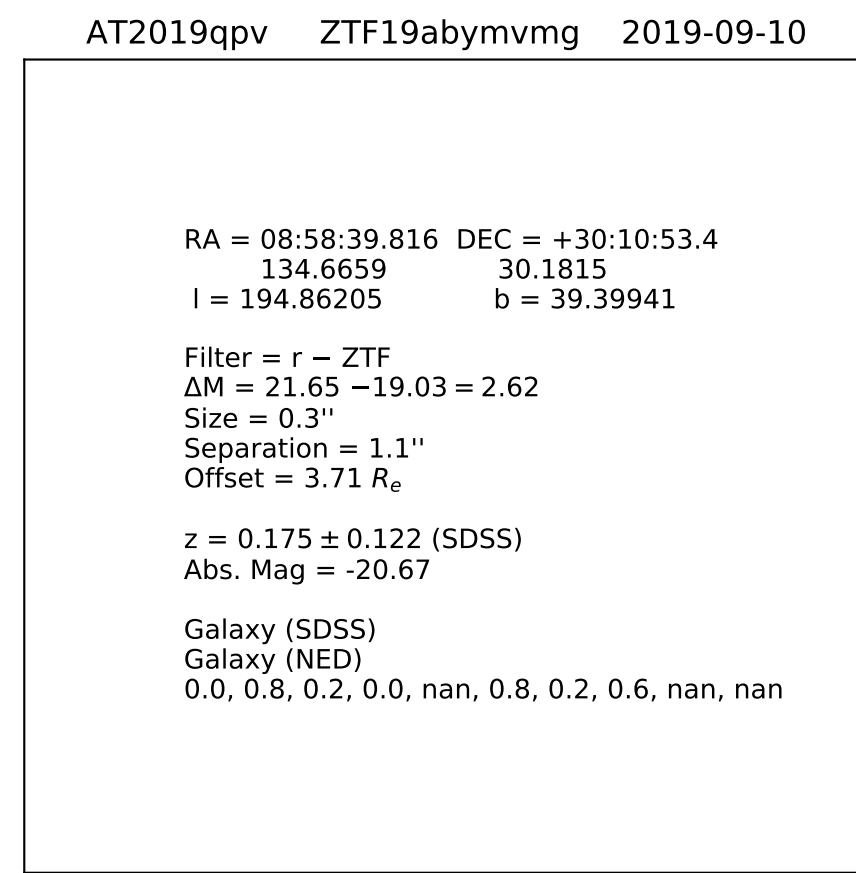 AT2019qpv ZTF19abymvmg 2019-09-10
RA = 08:58:39.816 DEC = +30:10:53.4
134.6659 30.1815
l = 194.86205 b = 39.39941
Filter = r − ZTF
ΔM = 21.65 −19.03 = 2.62
Size = 0.3''
Separation = 1.1''
Offset = 3.71 Rₑ
z = 0.175 ± 0.122 (SDSS)
Abs. Mag = -20.67
Galaxy (SDSS)
Galaxy (NED)
0.0, 0.8, 0.2, 0.0, nan, 0.8, 0.2, 0.6, nan, nan